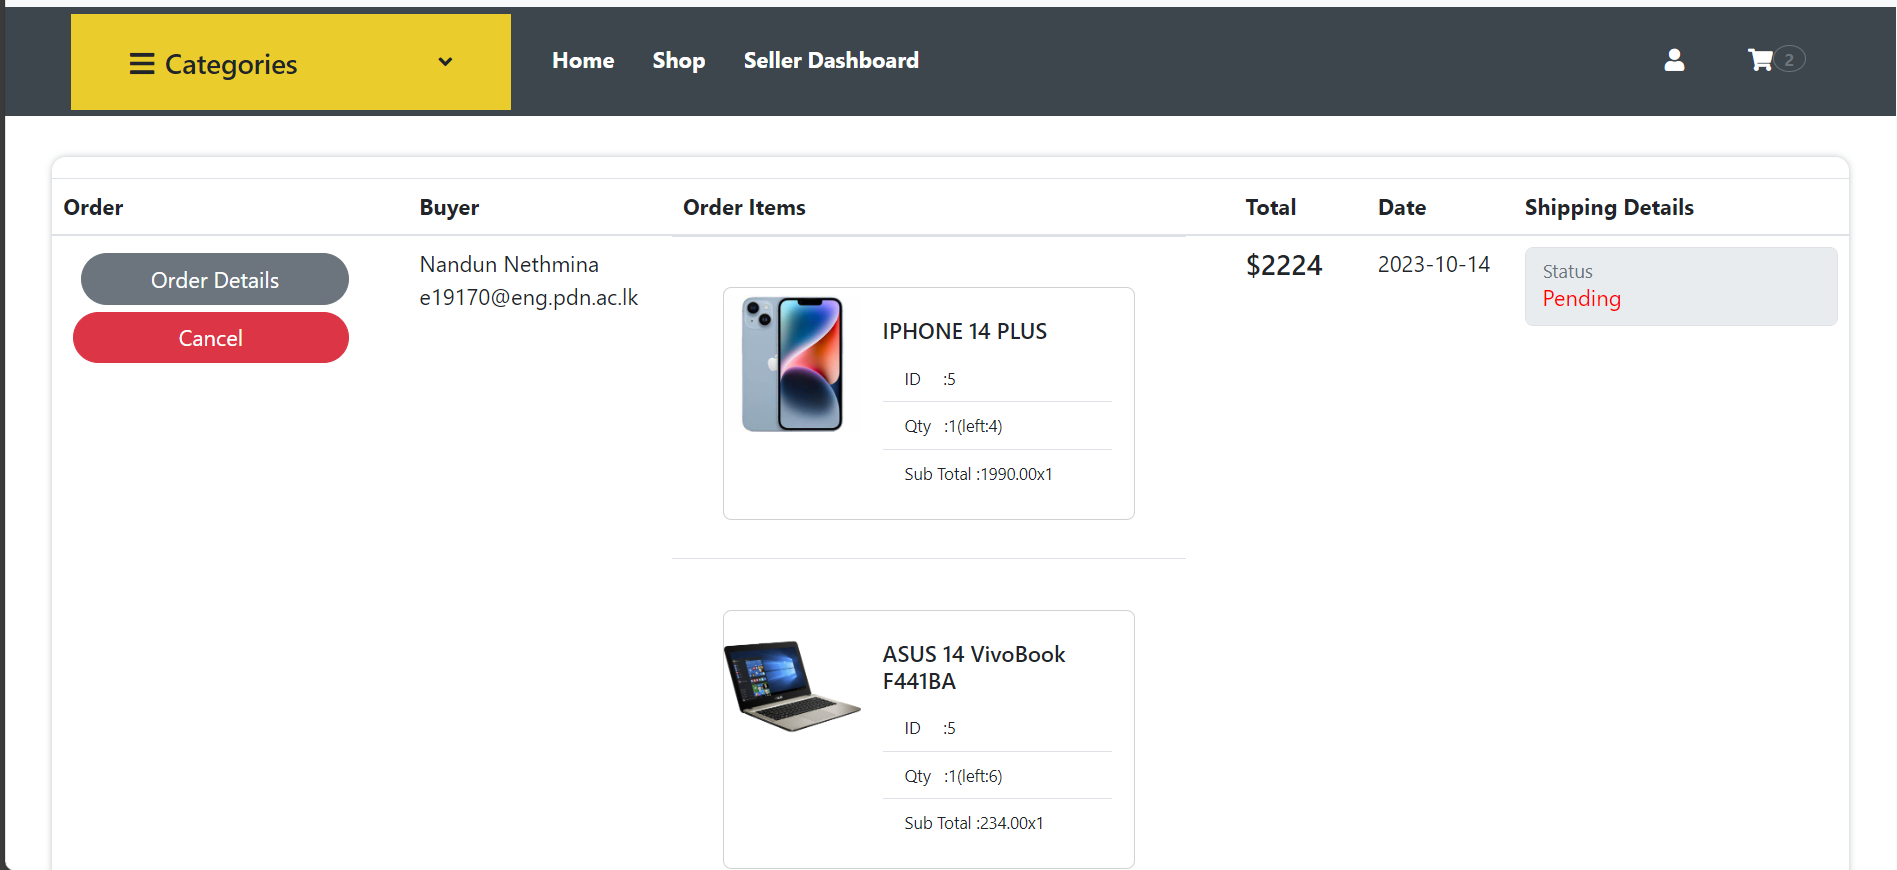 Categories
Home
Shop
Seller Dashboard
2
Order
Buyer
Order Items
Total
Date
Shipping Details
Order Details
Cancel
Nandun Nethmina
e19170@eng.pdn.ac.lk
IPHONE 14 PLUS
ID :5
Qty :1(left:4)
Sub Total :1990.00x1
ASUS 14 VivoBook
F441BA
ID :5
Qty :1(left:6)
Sub Total :234.00x1
$2224
2023-10-14
Status
Pending